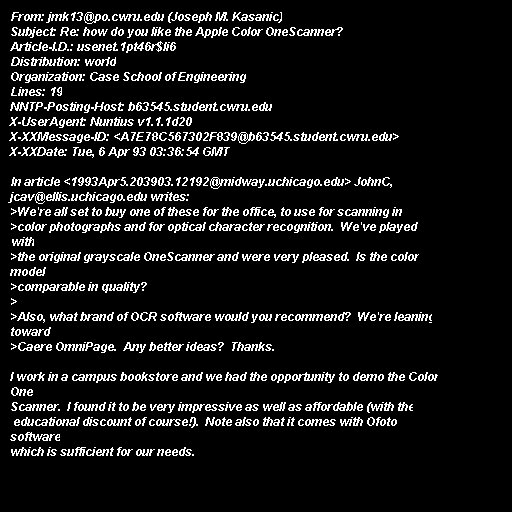 From: jmk13@po.cwru.edu (Joseph M. Kasanic)
Subject: Re: how do you like the Apple Color OneScanner?
Article-I.D.: usenet.1pt46r$li6
Distribution: world
Organization: Case School of Engineering
Lines: 19
NNTP-Posting-Host: b63545.student.cwru.edu
X-UserAgent: Nuntius v1.1.1d20
X-XXMessage-ID: <A7E78C567302F839@b63545.student.cwru.edu>
X-XXDate: Tue, 6 Apr 93 03:36:54 GMT

In article <1993Apr5.203903.12192@midway.uchicago.edu> JohnC,
jcav@ellis.uchicago.edu writes:
>We're all set to buy one of these for the office, to use for scanning in
>color photographs and for optical character recognition.  We've played
with
>the original grayscale OneScanner and were very pleased.  Is the color
model
>comparable in quality?
>
>Also, what brand of OCR software would you recommend?  We're leaning
toward
>Caere OmniPage.  Any better ideas?  Thanks.

I work in a campus bookstore and we had the opportunity to demo the Color
One
Scanner.  I found it to be very impressive as well as affordable (with the
 educational discount of course!).  Note also that it comes with Ofoto
software
which is sufficient for our needs.